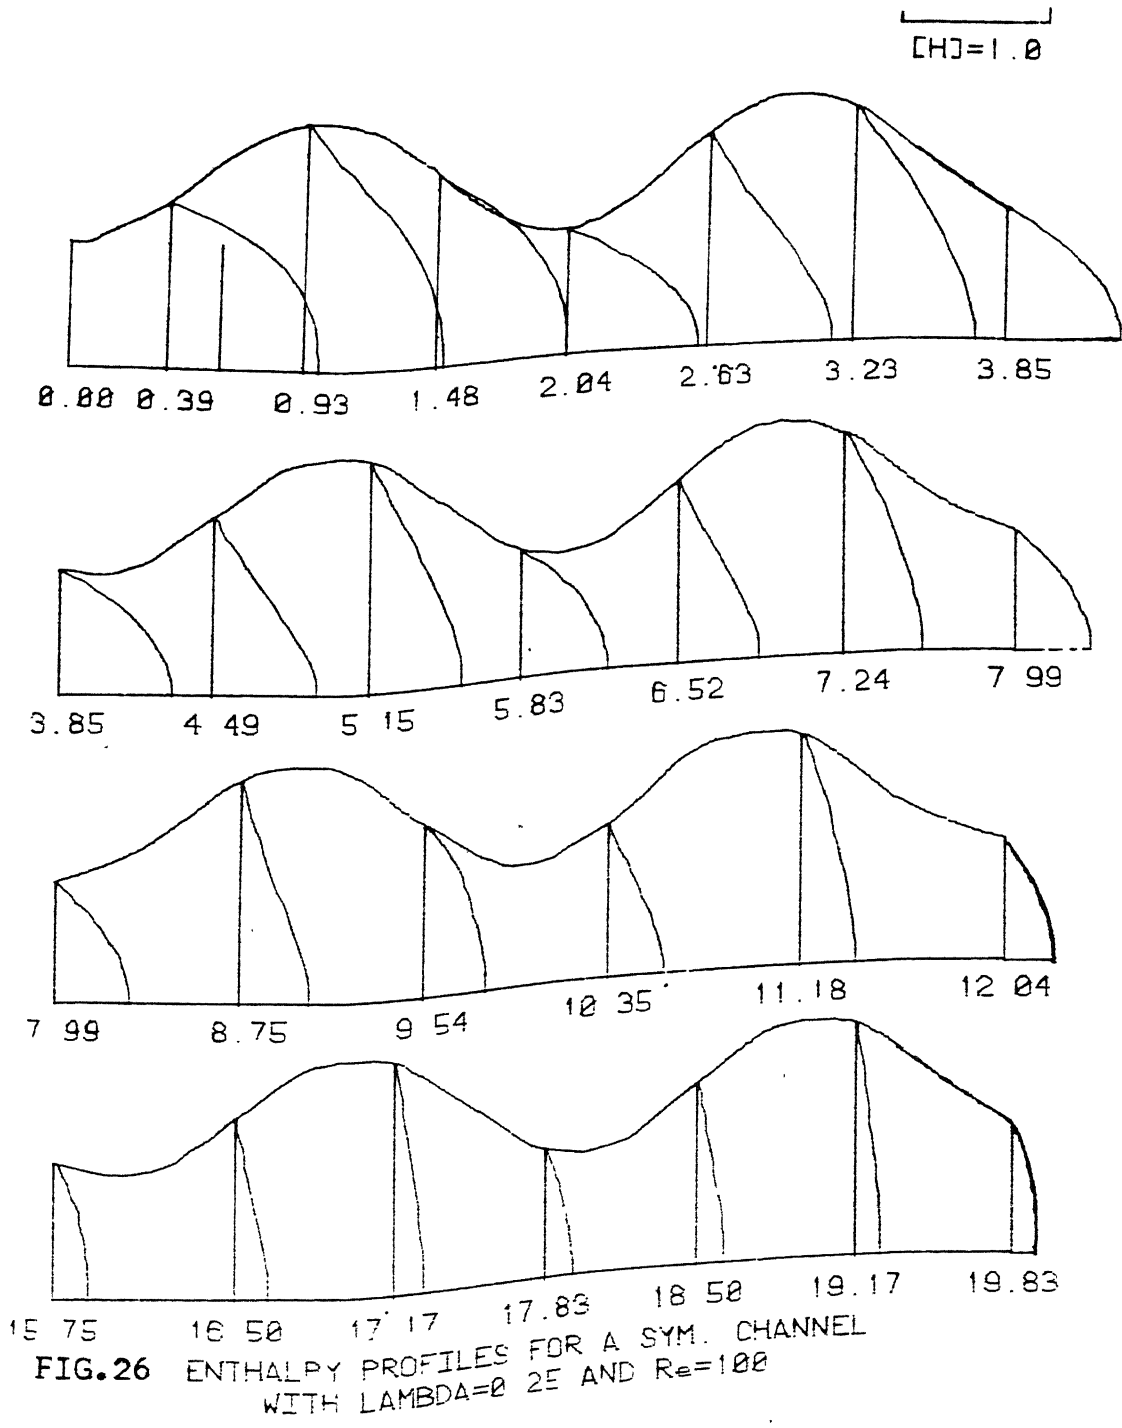 [H]=1.0
0.00 0.39 0.93 1.48 2.04 2.63 3.23 3.85
3.85 4 49 5 15 5.83 6.52 7.24 7 99
7 99 8.75 9 54 10 35 11.18 12 04
15 75 16 50 17 17 17.83 18 50 19.17 19.83
FIG.26 ENTHALPY PROFILES FOR A SYM. CHANNEL
WITH LAMBDA=0 25 AND Re=100